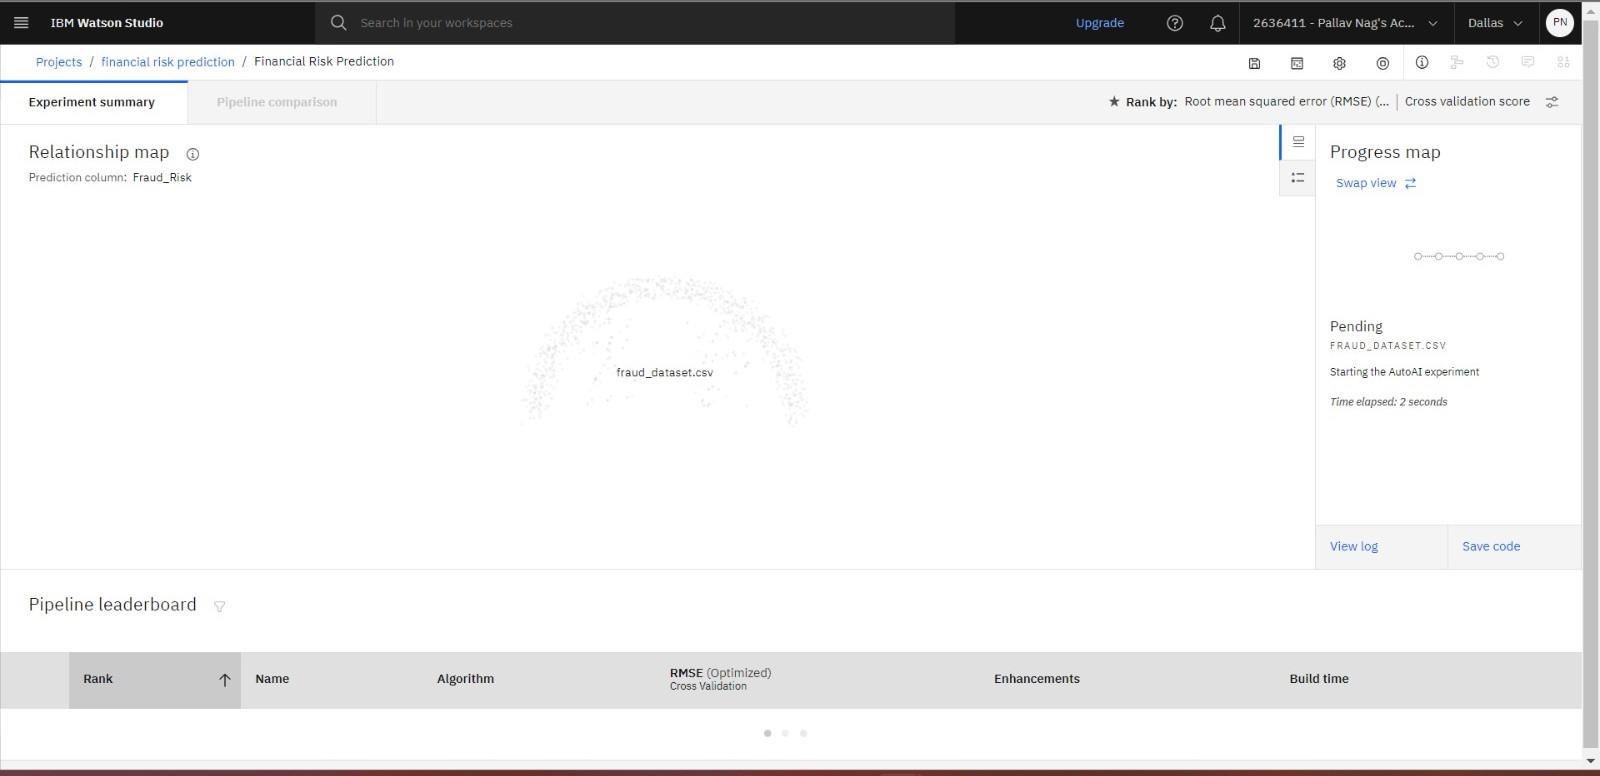 IBM Watson Studio
Search in your workspaces
Upgrade
2636411 - Pallav Nag's Ac...
Dallas
PN
Projects / financial risk prediction / Financial Risk Prediction
Experiment summary
Pipeline comparison
Rank by: Root mean squared error (RMSE) (... | Cross validation score
Relationship map
Prediction column: Fraud_Risk
fraud_dataset.csv
Progress map
Swap view
Pending
FRAUD_DATASET.CSV
Starting the AutoAI experiment
Time elapsed: 2 seconds
View log
Save code
Pipeline leaderboard
Rank
Name
Algorithm
RMSE (Optimized)
Cross Validation
Enhancements
Build time